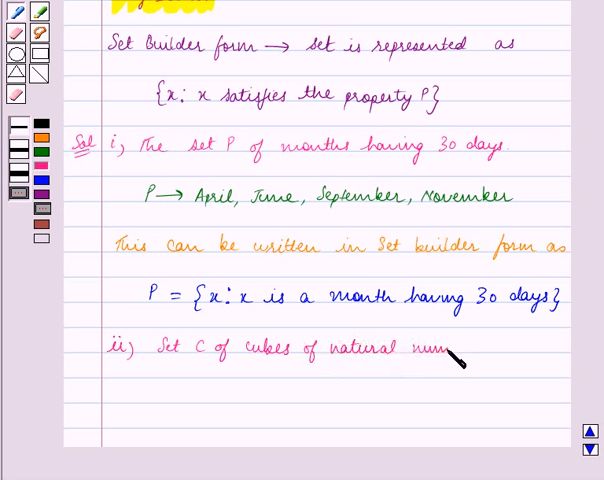 Set Builder form → set is represented as
{x : x satisfies the property P}
Sol i) The set P of months having 30 days.
P → April, June, September, November
This can be written in Set builder form as
P = {x : x is a month having 30 days}
ii) Set C of cubes of natural num